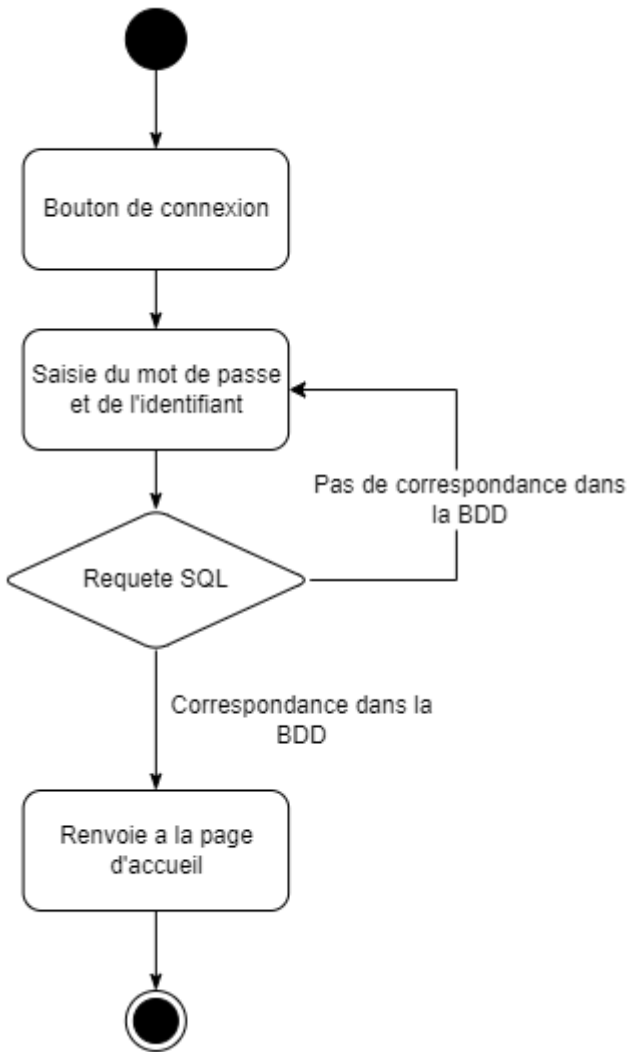 Bouton de connexion
Saisie du mot de passe
et de l'identifiant
Pas de correspondance dans
la BDD
Requete SQL
Correspondance dans la
BDD
Renvoie a la page
d'accueil